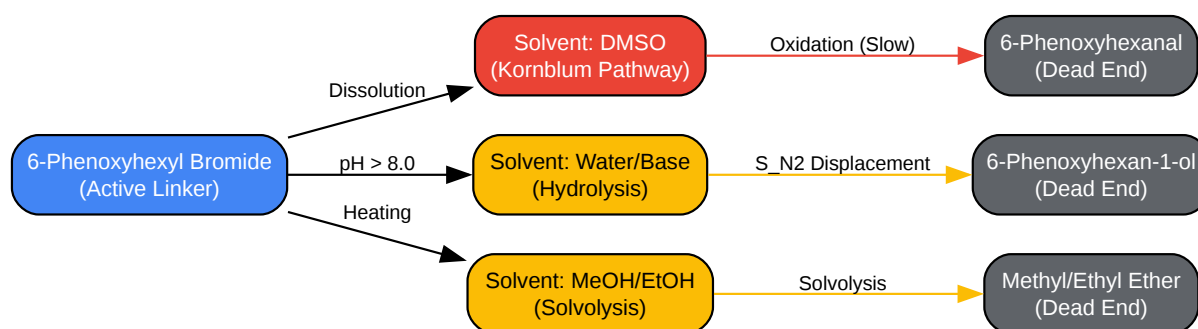 Solvent: DMSO
(Kornblum Pathway)
Oxidation (Slow)
6-Phenoxyhexanal
(Dead End)
Dissolution
6-Phenoxyhexyl Bromide
(Active Linker)
pH > 8.0
Solvent: Water/Base
(Hydrolysis)
S_N2 Displacement
6-Phenoxyhexan-1-ol
(Dead End)
Heating
Solvent: MeOH/EtOH
(Solvolysis)
Solvolysis
Methyl/Ethyl Ether
(Dead End)